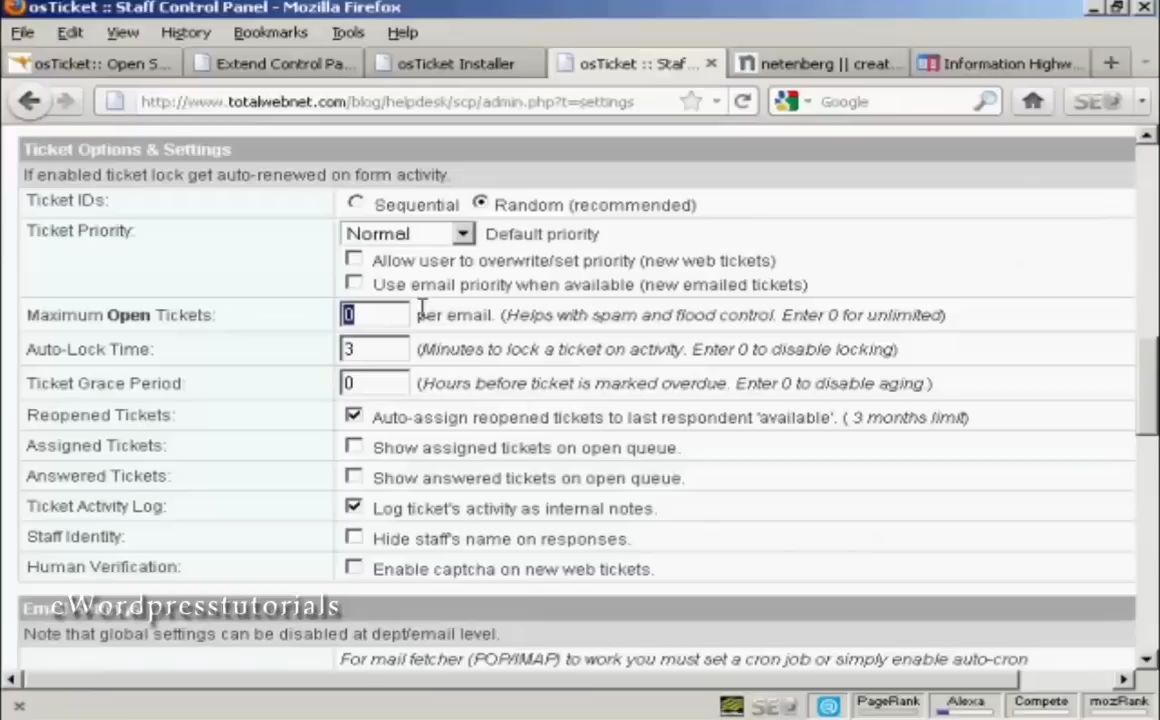 osTicket :: Staff Control Panel - Mozilla Firefox
File Edit View History Bookmarks Tools Help
osTicket:: Open S... Extend Control Pa... osTicket Installer osTicket :: Staf... netenberg || creat... Information Highw...
http://www.totalwebnet.com/blog/helpdesk/scp/admin.php?t=settings Google SE
Ticket Options & Settings
If enabled ticket lock get auto-renewed on form activity.
Ticket IDs: Sequential Random (recommended)
Ticket Priority: Normal Default priority
Allow user to overwrite/set priority (new web tickets)
Use email priority when available (new emailed tickets)
Maximum Open Tickets: 0 per email. (Helps with spam and flood control. Enter 0 for unlimited)
Auto-Lock Time: 3 (Minutes to lock a ticket on activity. Enter 0 to disable locking)
Ticket Grace Period: 0 (Hours before ticket is marked overdue. Enter 0 to disable aging )
Reopened Tickets: Auto-assign reopened tickets to last respondent 'available'. ( 3 months limit)
Assigned Tickets: Show assigned tickets on open queue.
Answered Tickets: Show answered tickets on open queue.
Ticket Activity Log: Log ticket's activity as internal notes.
Staff Identity: Hide staff's name on responses.
Human Verification: Enable captcha on new web tickets.
eWordpresstutorials
Note that global settings can be disabled at dept/email level.
For mail fetcher (POP/IMAP) to work you must set a cron job or simply enable auto-cron
SE PageRank Alexa Compete mozRank